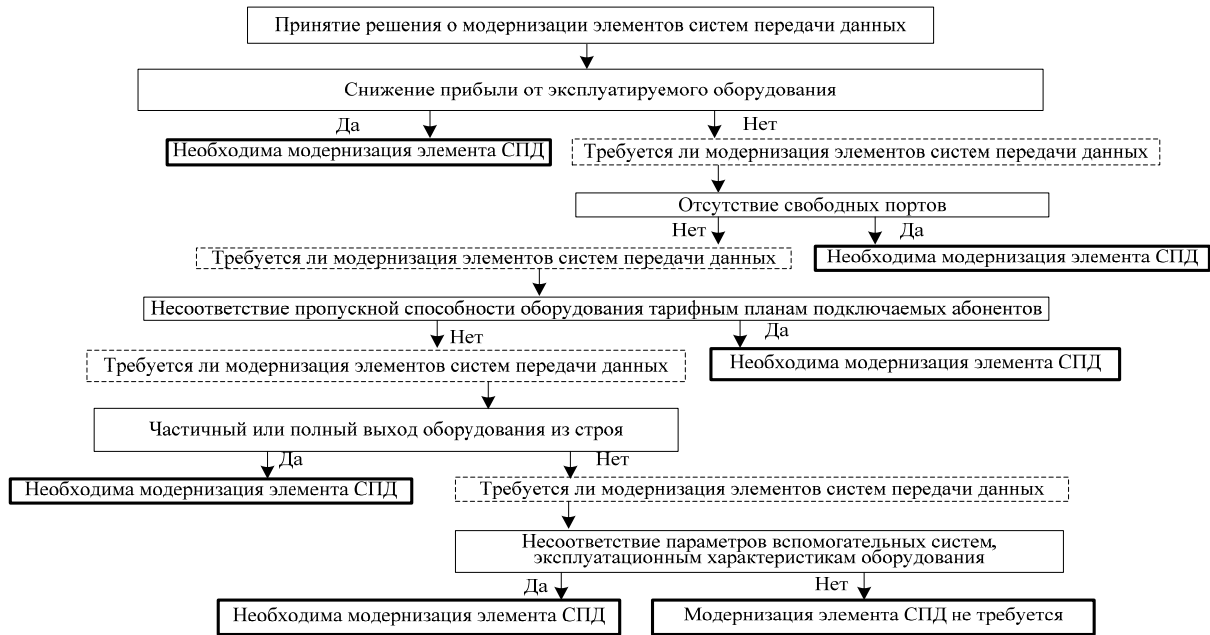 Принятие решения о модернизации элементов систем передачи данных
Снижение прибыли от эксплуатируемого оборудования
Да
Нет
Необходима модернизация элемента СПД
Требуется ли модернизация элементов систем передачи данных
Отсутствие свободных портов
Нет
Да
Требуется ли модернизация элементов систем передачи данных
Необходима модернизация элемента СПД
Несоответствие пропускной способности оборудования тарифным планам подключаемых абонентов
Нет
Да
Требуется ли модернизация элементов систем передачи данных
Необходима модернизация элемента СПД
Частичный или полный выход оборудования из строя
Да
Нет
Необходима модернизация элемента СПД
Требуется ли модернизация элементов систем передачи данных
Несоответствие параметров вспомогательных систем,
эксплуатационным характеристикам оборудования
Да
Нет
Необходима модернизация элемента СПД
Модернизация элемента СПД не требуется